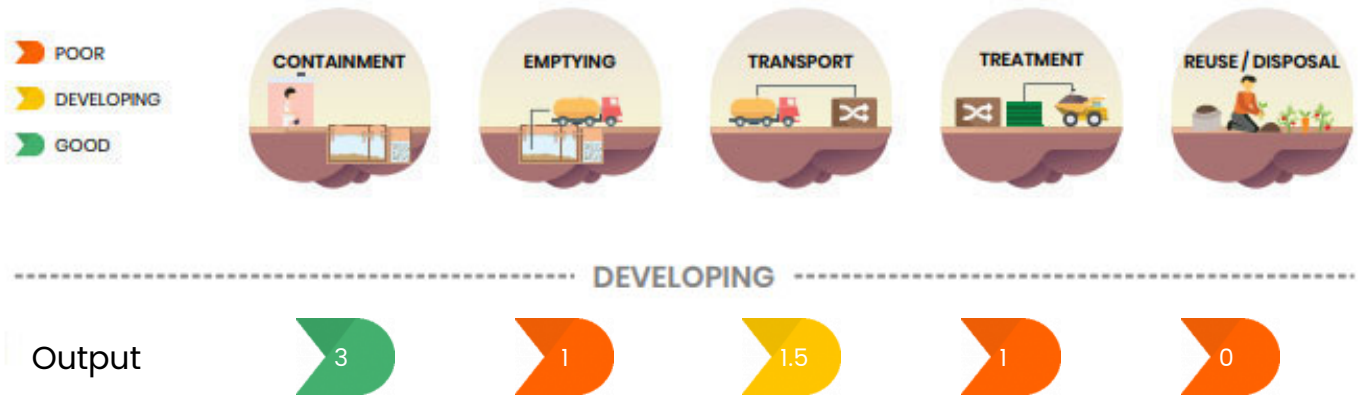 POOR
DEVELOPING
GOOD
CONTAINMENT
EMPTYING
TRANSPORT
TREATMENT
REUSE / DISPOSAL
DEVELOPING
Output
3
1
1.5
1
0